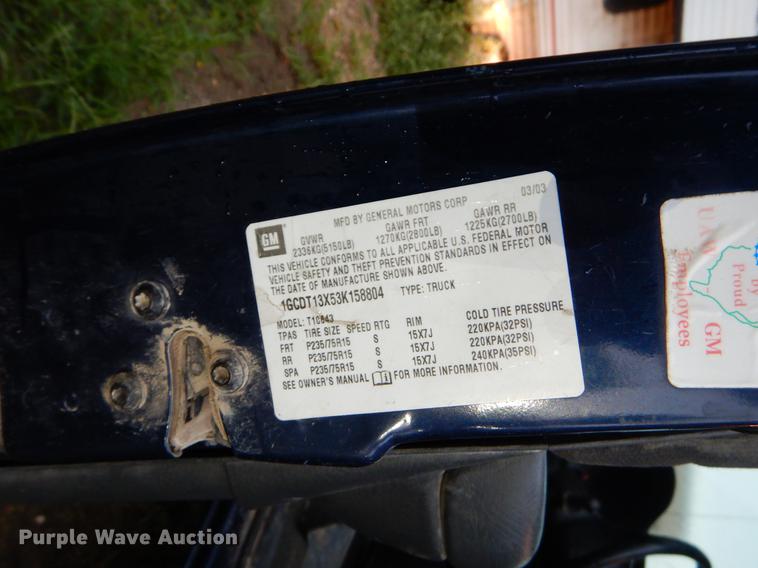 MFD BY GENERAL MOTORS CORP 03/03
GM
GVWR GAWR FRT GAWR RR
2336KG(5150LB) 1270KG(2800LB) 1225KG(2700LB)
THIS VEHICLE CONFORMS TO ALL APPLICABLE U.S. FEDERAL MOTOR
VEHICLE SAFETY AND THEFT PREVENTION STANDARDS IN EFFECT ON
THE DATE OF MANUFACTURE SHOWN ABOVE.
1GCDT13X53K158804 TYPE: TRUCK
MODEL: T10643
TPAS TIRE SIZE SPEED RTG RIM COLD TIRE PRESSURE
FRT P235/75R15 S 15X7J 220KPA(32PSI)
RR P235/75R15 S 15X7J 220KPA(32PSI)
SPA P235/75R15 S 15X7J 240KPA(35PSI)
SEE OWNER'S MANUAL FOR MORE INFORMATION.
by
Proud
UAW GM
Employees
Purple Wave Auction